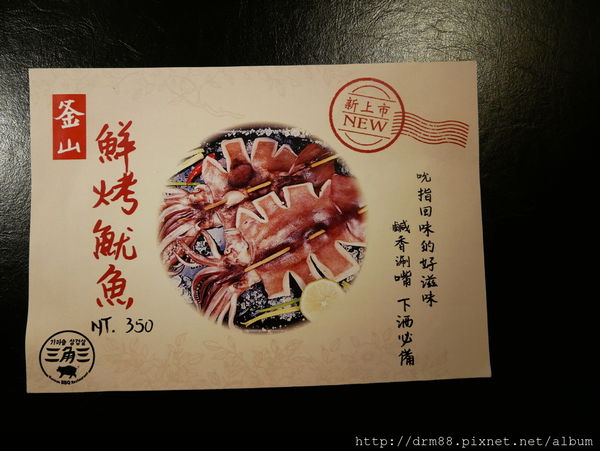 釜山
鮮烤魷魚
NT. 350
新上市
NEW
吮指回味的好滋味
鹹香涮嘴 下酒必備
三角三
http://drm88.pixnet.net/album